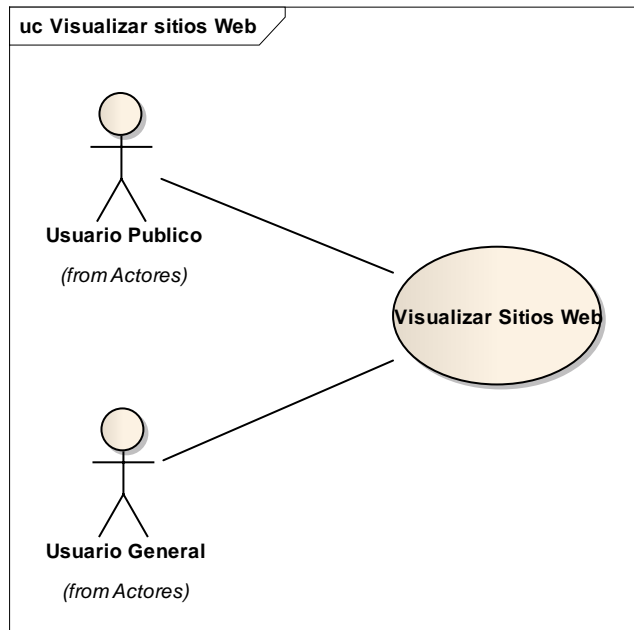 uc Visualizar sitios Web
Usuario Publico
(from Actores)
Visualizar Sitios Web
Usuario General
(from Actores)